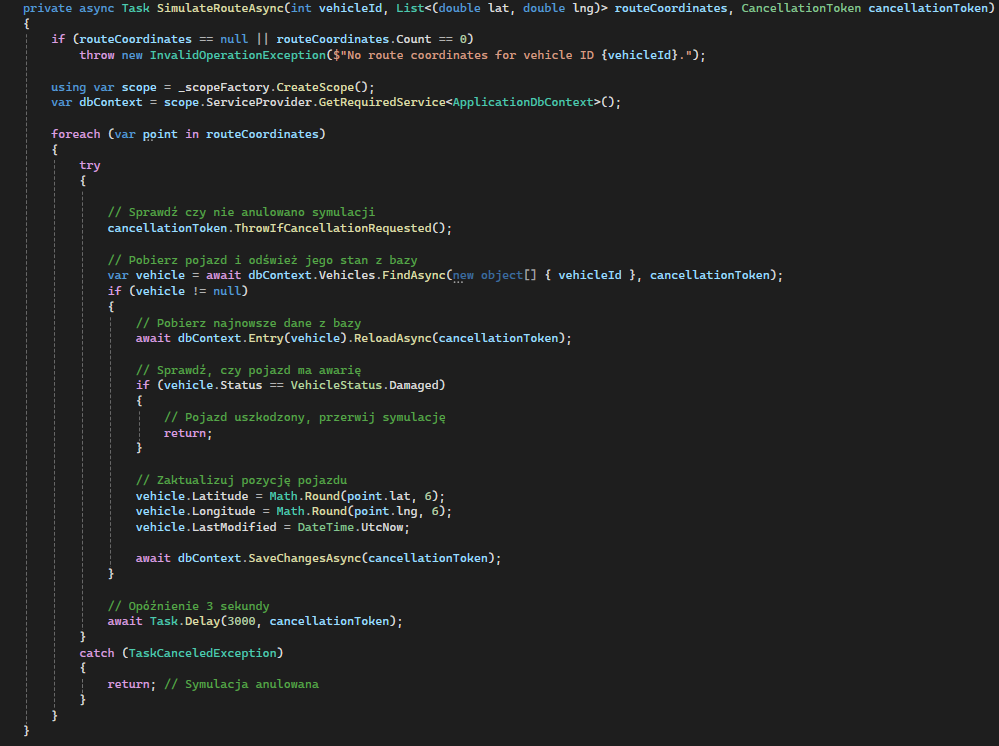 private async Task SimulateRouteAsync(int vehicleId, List<(double lat, double lng)> routeCoordinates, CancellationToken cancellationToken)
{
    if (routeCoordinates == null || routeCoordinates.Count == 0)
        throw new InvalidOperationException($"No route coordinates for vehicle ID {vehicleId}.");

    using var scope = _scopeFactory.CreateScope();
    var dbContext = scope.ServiceProvider.GetRequiredService<ApplicationDbContext>();

    foreach (var point in routeCoordinates)
    {
        try
        {

            // Sprawdź czy nie anulowano symulacji
            cancellationToken.ThrowIfCancellationRequested();

            // Pobierz pojazd i odśwież jego stan z bazy
            var vehicle = await dbContext.Vehicles.FindAsync(new object[] { vehicleId }, cancellationToken);
            if (vehicle != null)
            {
                // Pobierz najnowsze dane z bazy
                await dbContext.Entry(vehicle).ReloadAsync(cancellationToken);

                // Sprawdź, czy pojazd ma awarię
                if (vehicle.Status == VehicleStatus.Damaged)
                {
                    // Pojazd uszkodzony, przerwij symulację
                    return;
                }

                // Zaktualizuj pozycję pojazdu
                vehicle.Latitude = Math.Round(point.lat, 6);
                vehicle.Longitude = Math.Round(point.lng, 6);
                vehicle.LastModified = DateTime.UtcNow;

                await dbContext.SaveChangesAsync(cancellationToken);
            }

            // Opóźnienie 3 sekundy
            await Task.Delay(3000, cancellationToken);
        }
        catch (TaskCanceledException)
        {
            return; // Symulacja anulowana
        }
    }
}